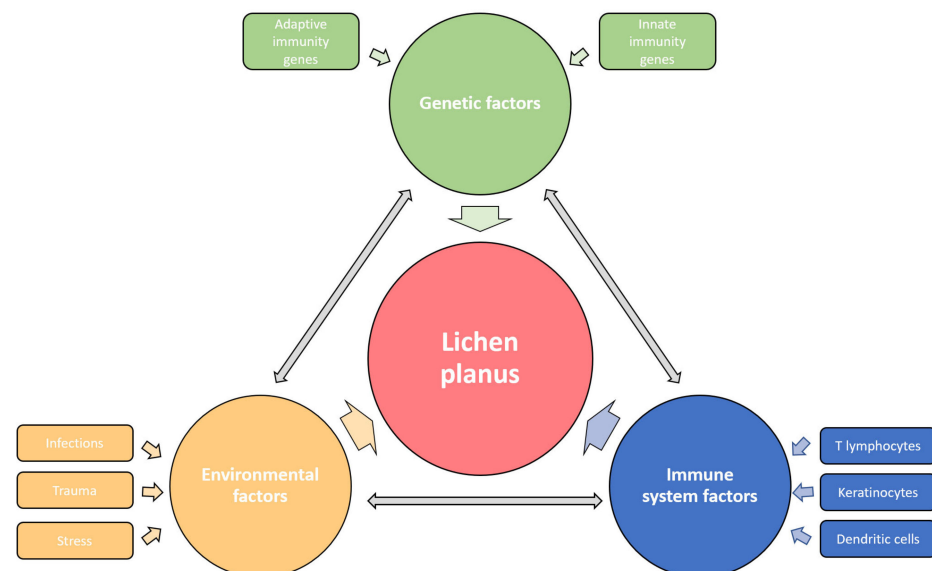 Adaptive
immunity
genes
Innate
immunity
genes
Genetic factors
Lichen
planus
Infections
Trauma
Stress
Environmental
factors
Immune
system factors
T lymphocytes
Keratinocytes
Dendritic cells